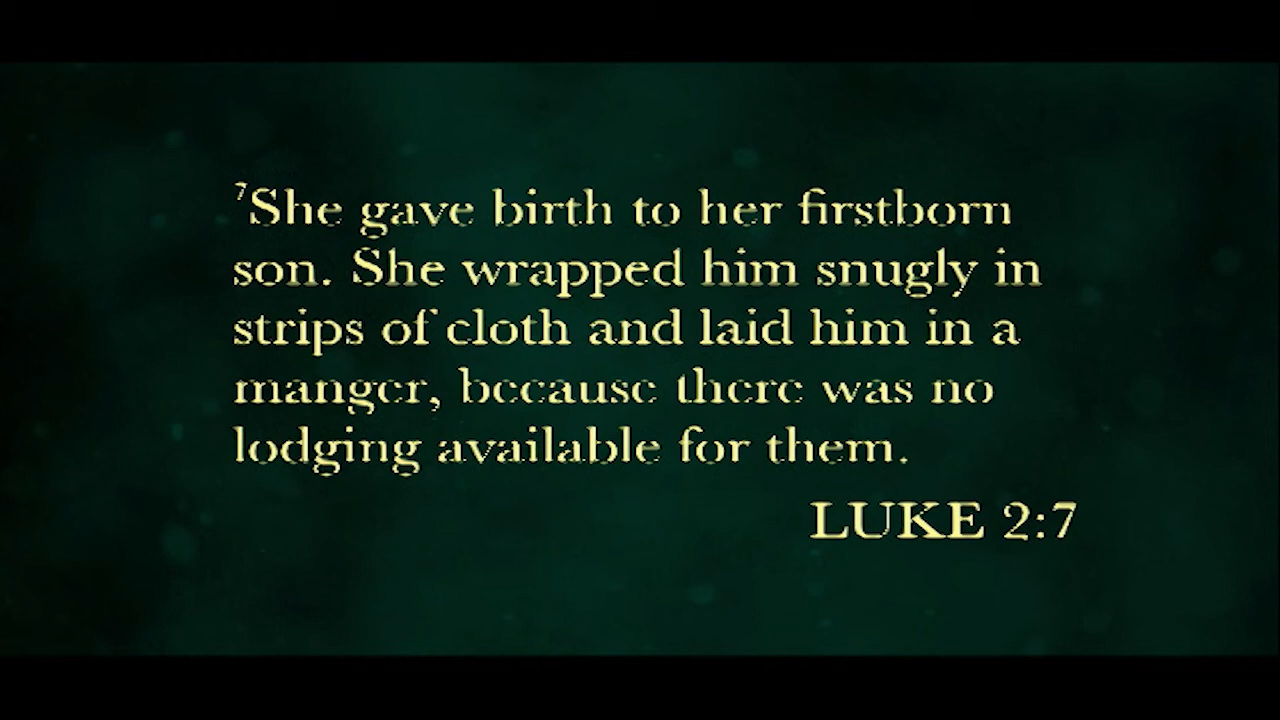 ⁷She gave birth to her firstborn
son. She wrapped him snugly in
strips of cloth and laid him in a
manger, because there was no
lodging available for them.
LUKE 2:7